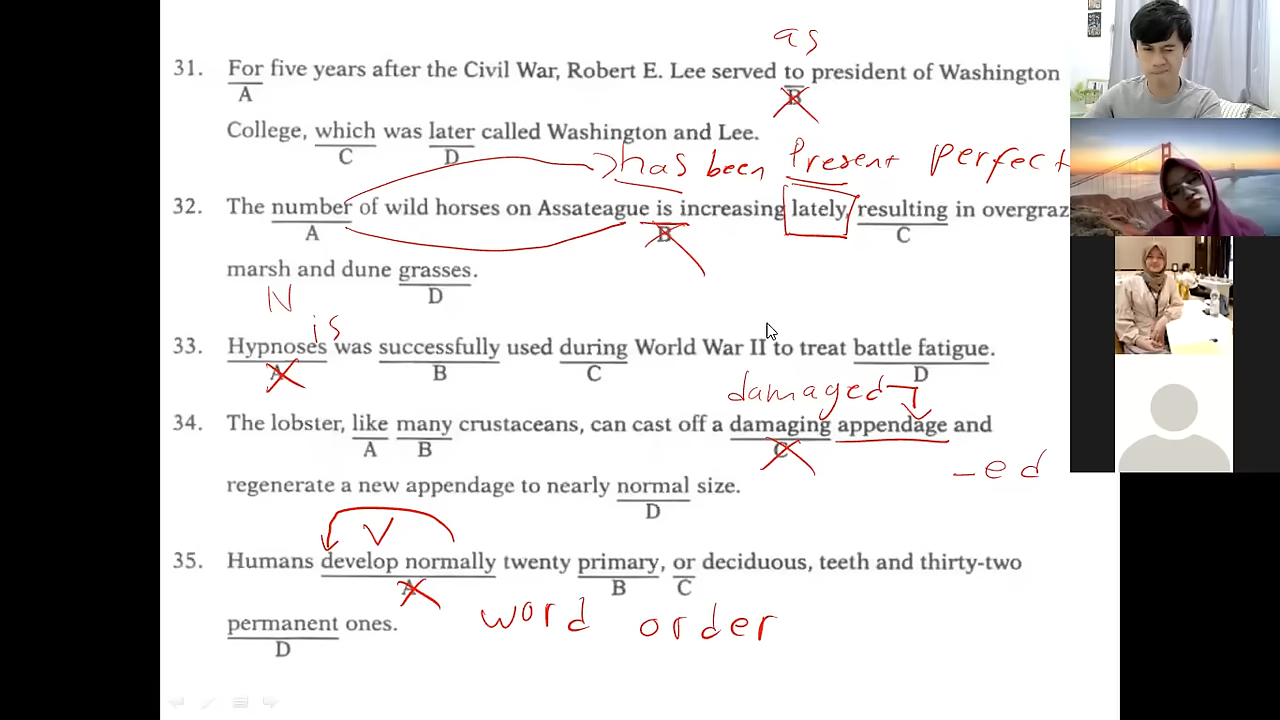 as
31. For five years after the Civil War, Robert E. Lee served to president of Washington
A B
College, which was later called Washington and Lee.
C D
has been Present perfect
32. The number of wild horses on Assateague is increasing lately, resulting in overgraz
A B C
marsh and dune grasses.
D
N
is
33. Hypnoses was successfully used during World War II to treat battle fatigue.
A B C D
damaged
34. The lobster, like many crustaceans, can cast off a damaging appendage and
A B C
-ed
regenerate a new appendage to nearly normal size.
D
V
35. Humans develop normally twenty primary, or deciduous, teeth and thirty-two
A B C
word order
permanent ones.
D